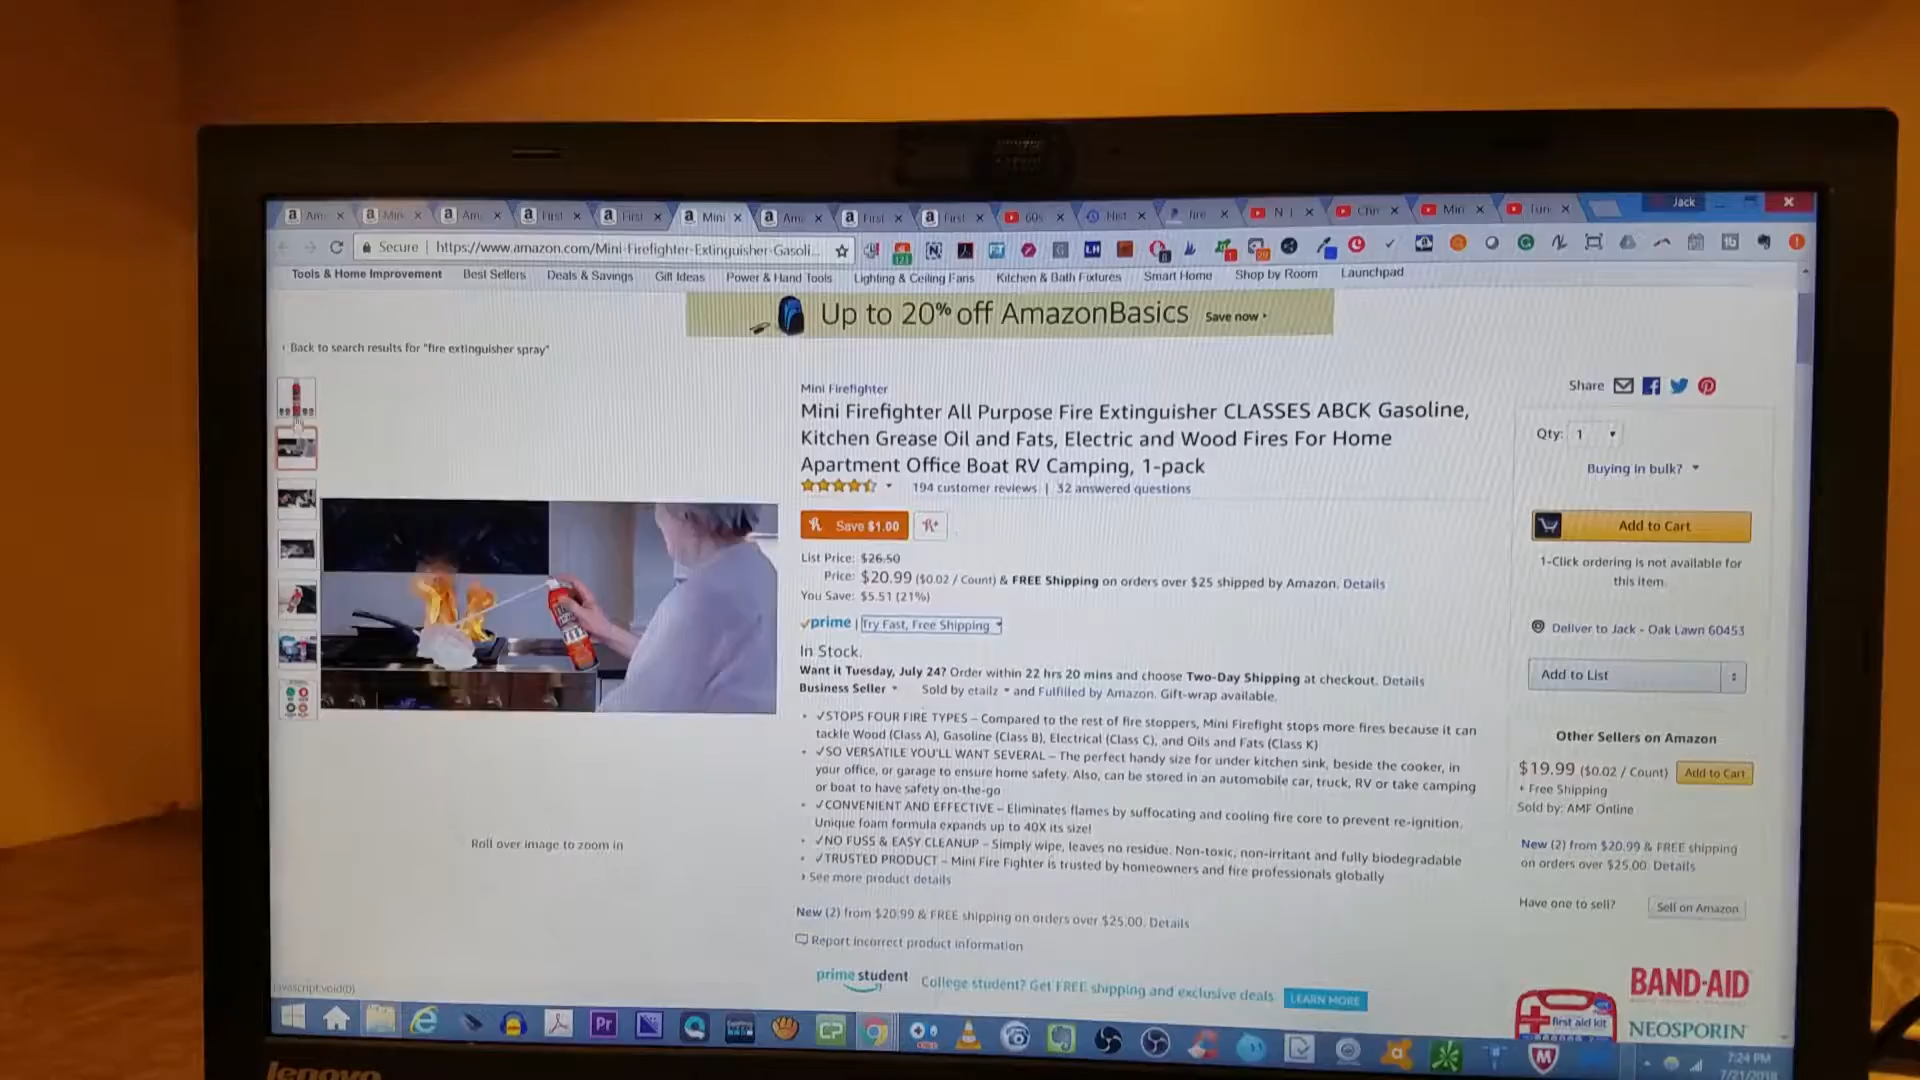 Jack
Secure | https://www.amazon.com/Mini-Firefighter-Extinguisher-Gasoli...
Tools & Home Improvement Best Sellers Deals & Savings Gift Ideas Power & Hand Tools Lighting & Ceiling Fans Kitchen & Bath Fixtures Smart Home Shop by Room Launchpad
Up to 20% off AmazonBasics Save now
Back to search results for "fire extinguisher spray"
Share
Mini Firefighter
Mini Firefighter All Purpose Fire Extinguisher CLASSES ABCK Gasoline,
Kitchen Grease Oil and Fats, Electric and Wood Fires For Home
Apartment Office Boat RV Camping, 1-pack
194 customer reviews | 32 answered questions
Save $1.00
List Price: $26.50
Price: $20.99 ($0.02 / Count) & FREE Shipping on orders over $25 shipped by Amazon. Details
You Save: $5.51 (21%)
prime | Try Fast, Free Shipping
In Stock.
Want it Tuesday, July 24? Order within 22 hrs 20 mins and choose Two-Day Shipping at checkout. Details
Business Seller Sold by etailz and Fulfilled by Amazon. Gift-wrap available.
✓STOPS FOUR FIRE TYPES – Compared to the rest of fire stoppers, Mini Firefight stops more fires because it can
tackle Wood (Class A), Gasoline (Class B), Electrical (Class C), and Oils and Fats (Class K)
✓SO VERSATILE YOU'LL WANT SEVERAL – The perfect handy size for under kitchen sink, beside the cooker, in
your office, or garage to ensure home safety. Also, can be stored in an automobile car, truck, RV or take camping
or boat to have safety on-the-go
✓CONVENIENT AND EFFECTIVE – Eliminates flames by suffocating and cooling fire core to prevent re-ignition.
Unique foam formula expands up to 40X its size!
✓NO FUSS & EASY CLEANUP – Simply wipe, leaves no residue. Non-toxic, non-irritant and fully biodegradable
✓TRUSTED PRODUCT – Mini Fire Fighter is trusted by homeowners and fire professionals globally
› See more product details
New (2) from $20.99 & FREE shipping on orders over $25.00. Details
Report incorrect product information
prime student College student? Get FREE shipping and exclusive deals LEARN MORE
Roll over image to zoom in
Qty: 1
Buying in bulk?
Add to Cart
1-Click ordering is not available for
this item.
Deliver to Jack - Oak Lawn 60453
Add to List
Other Sellers on Amazon
$19.99 ($0.02 / Count) Add to Cart
+ Free Shipping
Sold by: AMF Online
New (2) from $20.99 & FREE shipping
on orders over $25.00. Details
Have one to sell? Sell on Amazon
BAND-AID
first aid kit
NEOSPORIN
javascript:void(0)
Pr
7:24 PM
7/21/2018
lenovo